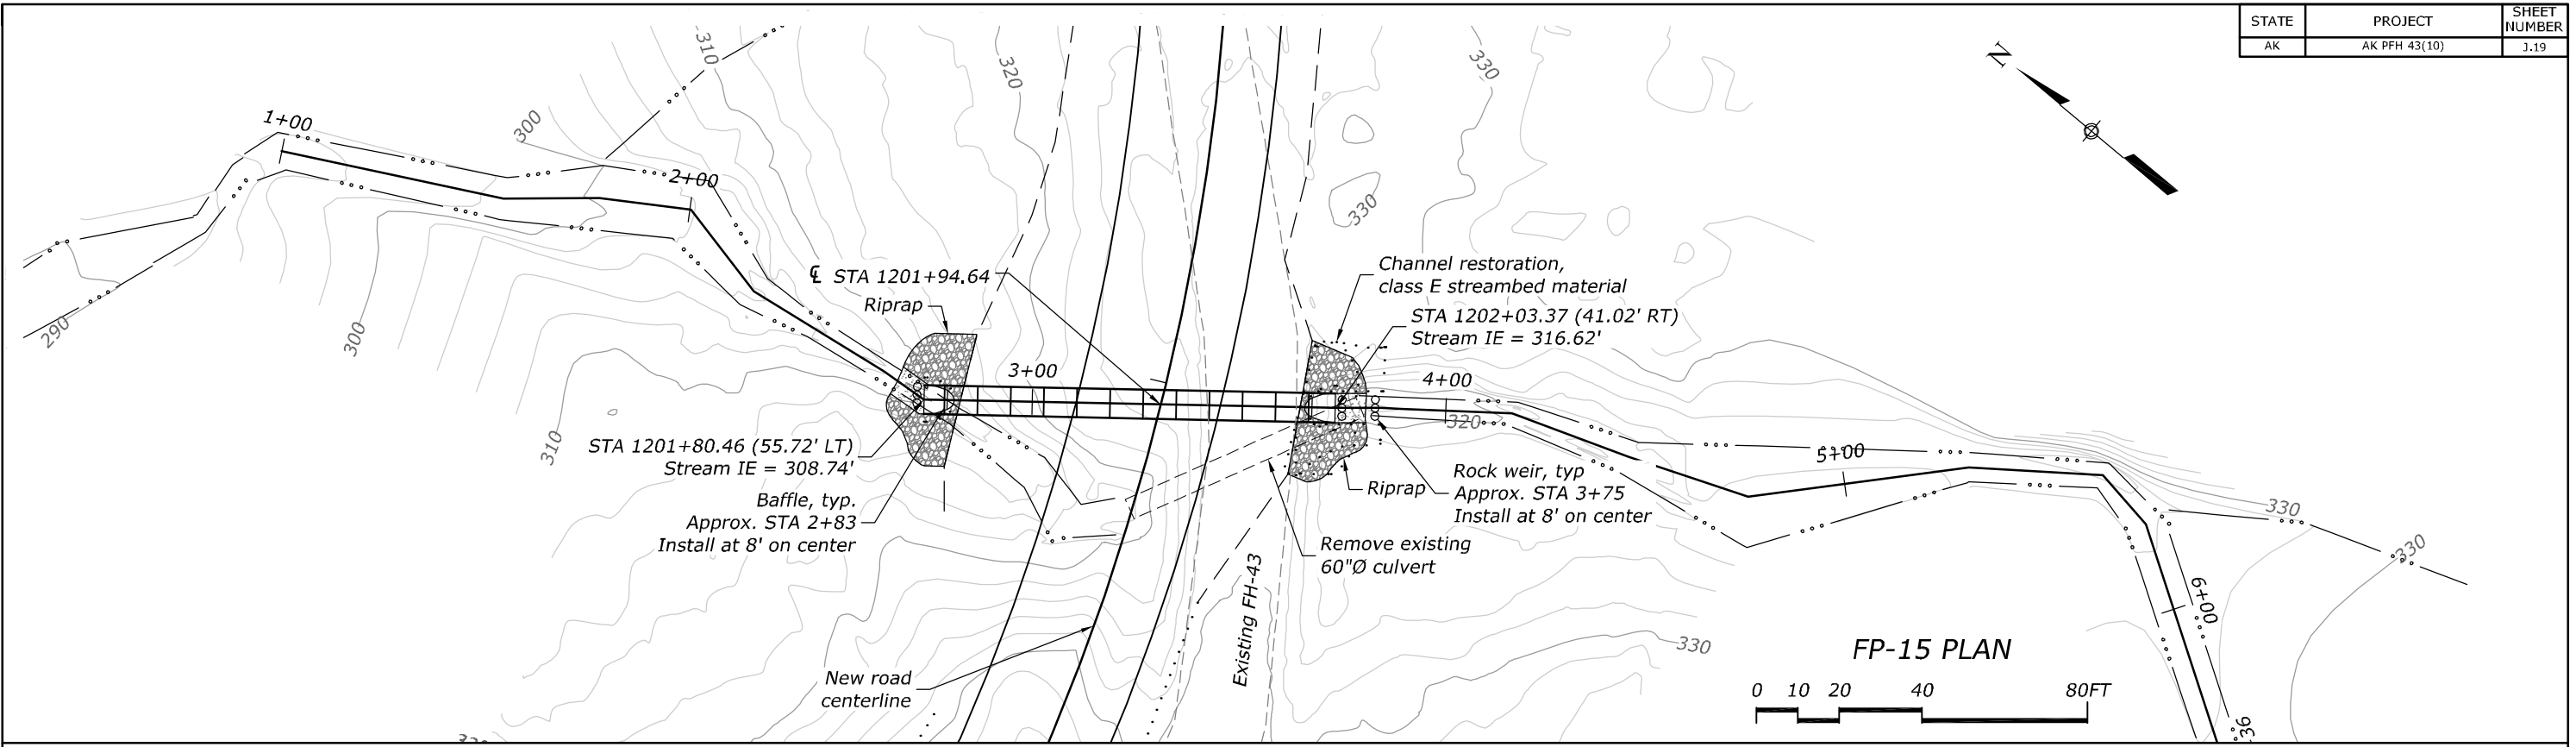 STATE PROJECT SHEET NUMBER
AK AK PFH 43(10) J.19
N
310
320
330
1+00
300
2+00
330
℄ STA 1201+94.64
Riprap
Channel restoration,
class E streambed material
STA 1202+03.37 (41.02' RT)
Stream IE = 316.62'
290
300
3+00
4+00
310
320
STA 1201+80.46 (55.72' LT)
Stream IE = 308.74'
Baffle, typ.
Approx. STA 2+83
Install at 8' on center
Riprap
Rock weir, typ
Approx. STA 3+75
Install at 8' on center
5+00
330
330
Remove existing
60"Ø culvert
Existing FH-43
6+00
330
New road
centerline
FP-15 PLAN
0 10 20 40 80FT